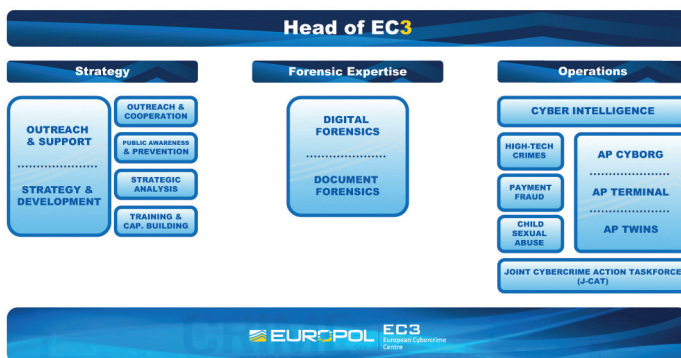 Head of EC3
Strategy
Forensic Expertise
Operations
OUTREACH
& SUPPORT
STRATEGY &
DEVELOPMENT
OUTREACH &
COOPERATION
PUBLIC AWARENESS
& PREVENTION
STRATEGIC
ANALYSIS
TRAINING &
CAP. BUILDING
DIGITAL
FORENSICS
DOCUMENT
FORENSICS
CYBER INTELLIGENCE
HIGH-TECH
CRIMES
PAYMENT
FRAUD
CHILD
SEXUAL
ABUSE
AP CYBORG
AP TERMINAL
AP TWINS
JOINT CYBERCRIME ACTION TASKFORCE
(J-CAT)
EUROPOL
EC3
European Cybercrime
Centre